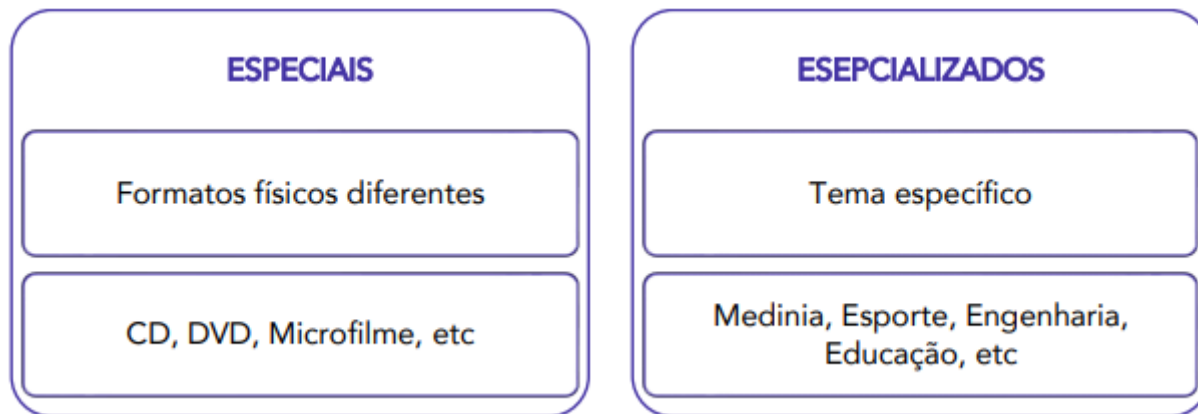 ESPECIAIS
Formatos físicos diferentes
CD, DVD, Microfilme, etc
ESEPCIALIZADOS
Tema específico
Medinia, Esporte, Engenharia,
Educação, etc